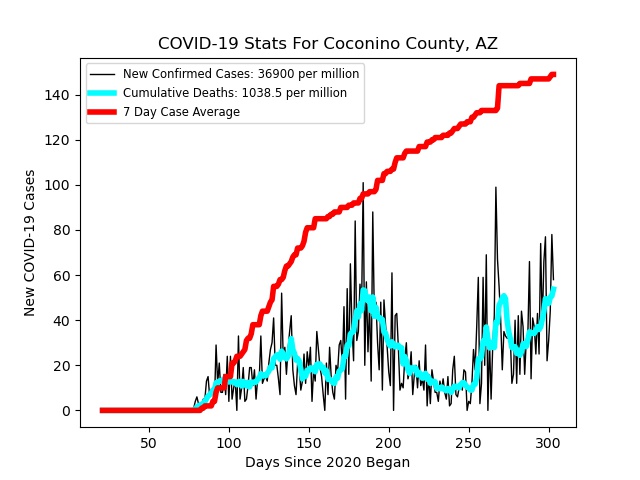 COVID-19 Stats For Coconino County, AZ
New Confirmed Cases: 36900 per million
Cumulative Deaths: 1038.5 per million
7 Day Case Average
New COVID-19 Cases
140
120
100
80
60
40
20
0
50 100 150 200 250 300
Days Since 2020 Began